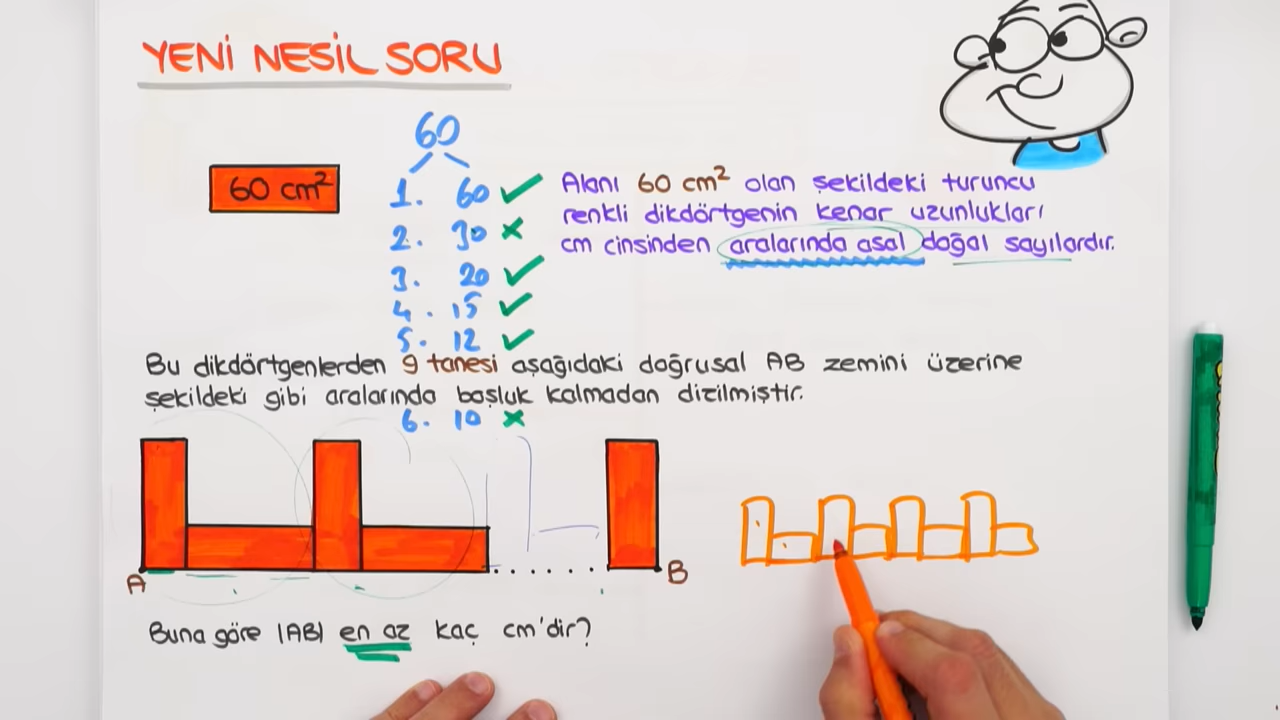 YENİ NESİL SORU
60 cm²
60
1. 60 ✓
2. 30 ×
3. 20 ✓
4. 15 ✓
5. 12 ✓
Alanı 60 cm² olan şekildeki turuncu
renkli dikdörtgenin kenar uzunlukları
cm cinsinden aralarında asal doğal sayılardır.
Bu dikdörtgenlerden 9 tanesi aşağıdaki doğrusal AB zemini üzerine
şekildeki gibi aralarında boşluk kalmadan dizilmiştir.
6. 10 ×
A ...... B
Buna göre |AB| en az kaç cm'dir?